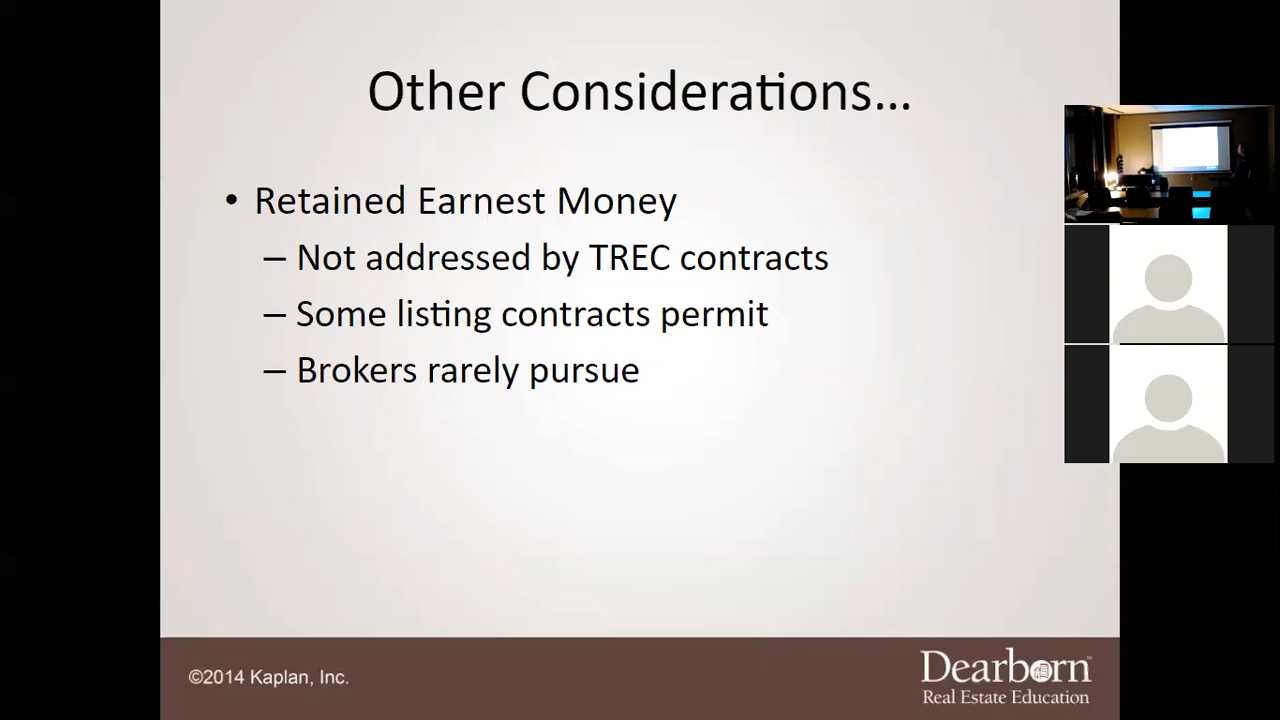 Other Considerations...
• Retained Earnest Money
– Not addressed by TREC contracts
– Some listing contracts permit
– Brokers rarely pursue
©2014 Kaplan, Inc.
Dearborn™
Real Estate Education